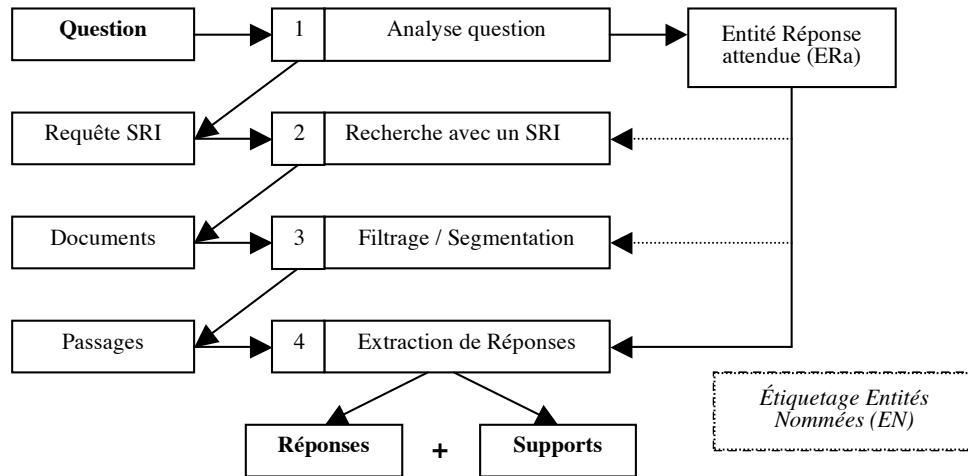 Question
1
Analyse question
Entité Réponse
attendue (ERa)
Requête SRI
2
Recherche avec un SRI
Documents
3
Filtrage / Segmentation
Passages
4
Extraction de Réponses
Étiquetage Entités
Nommées (EN)
Réponses
+
Supports